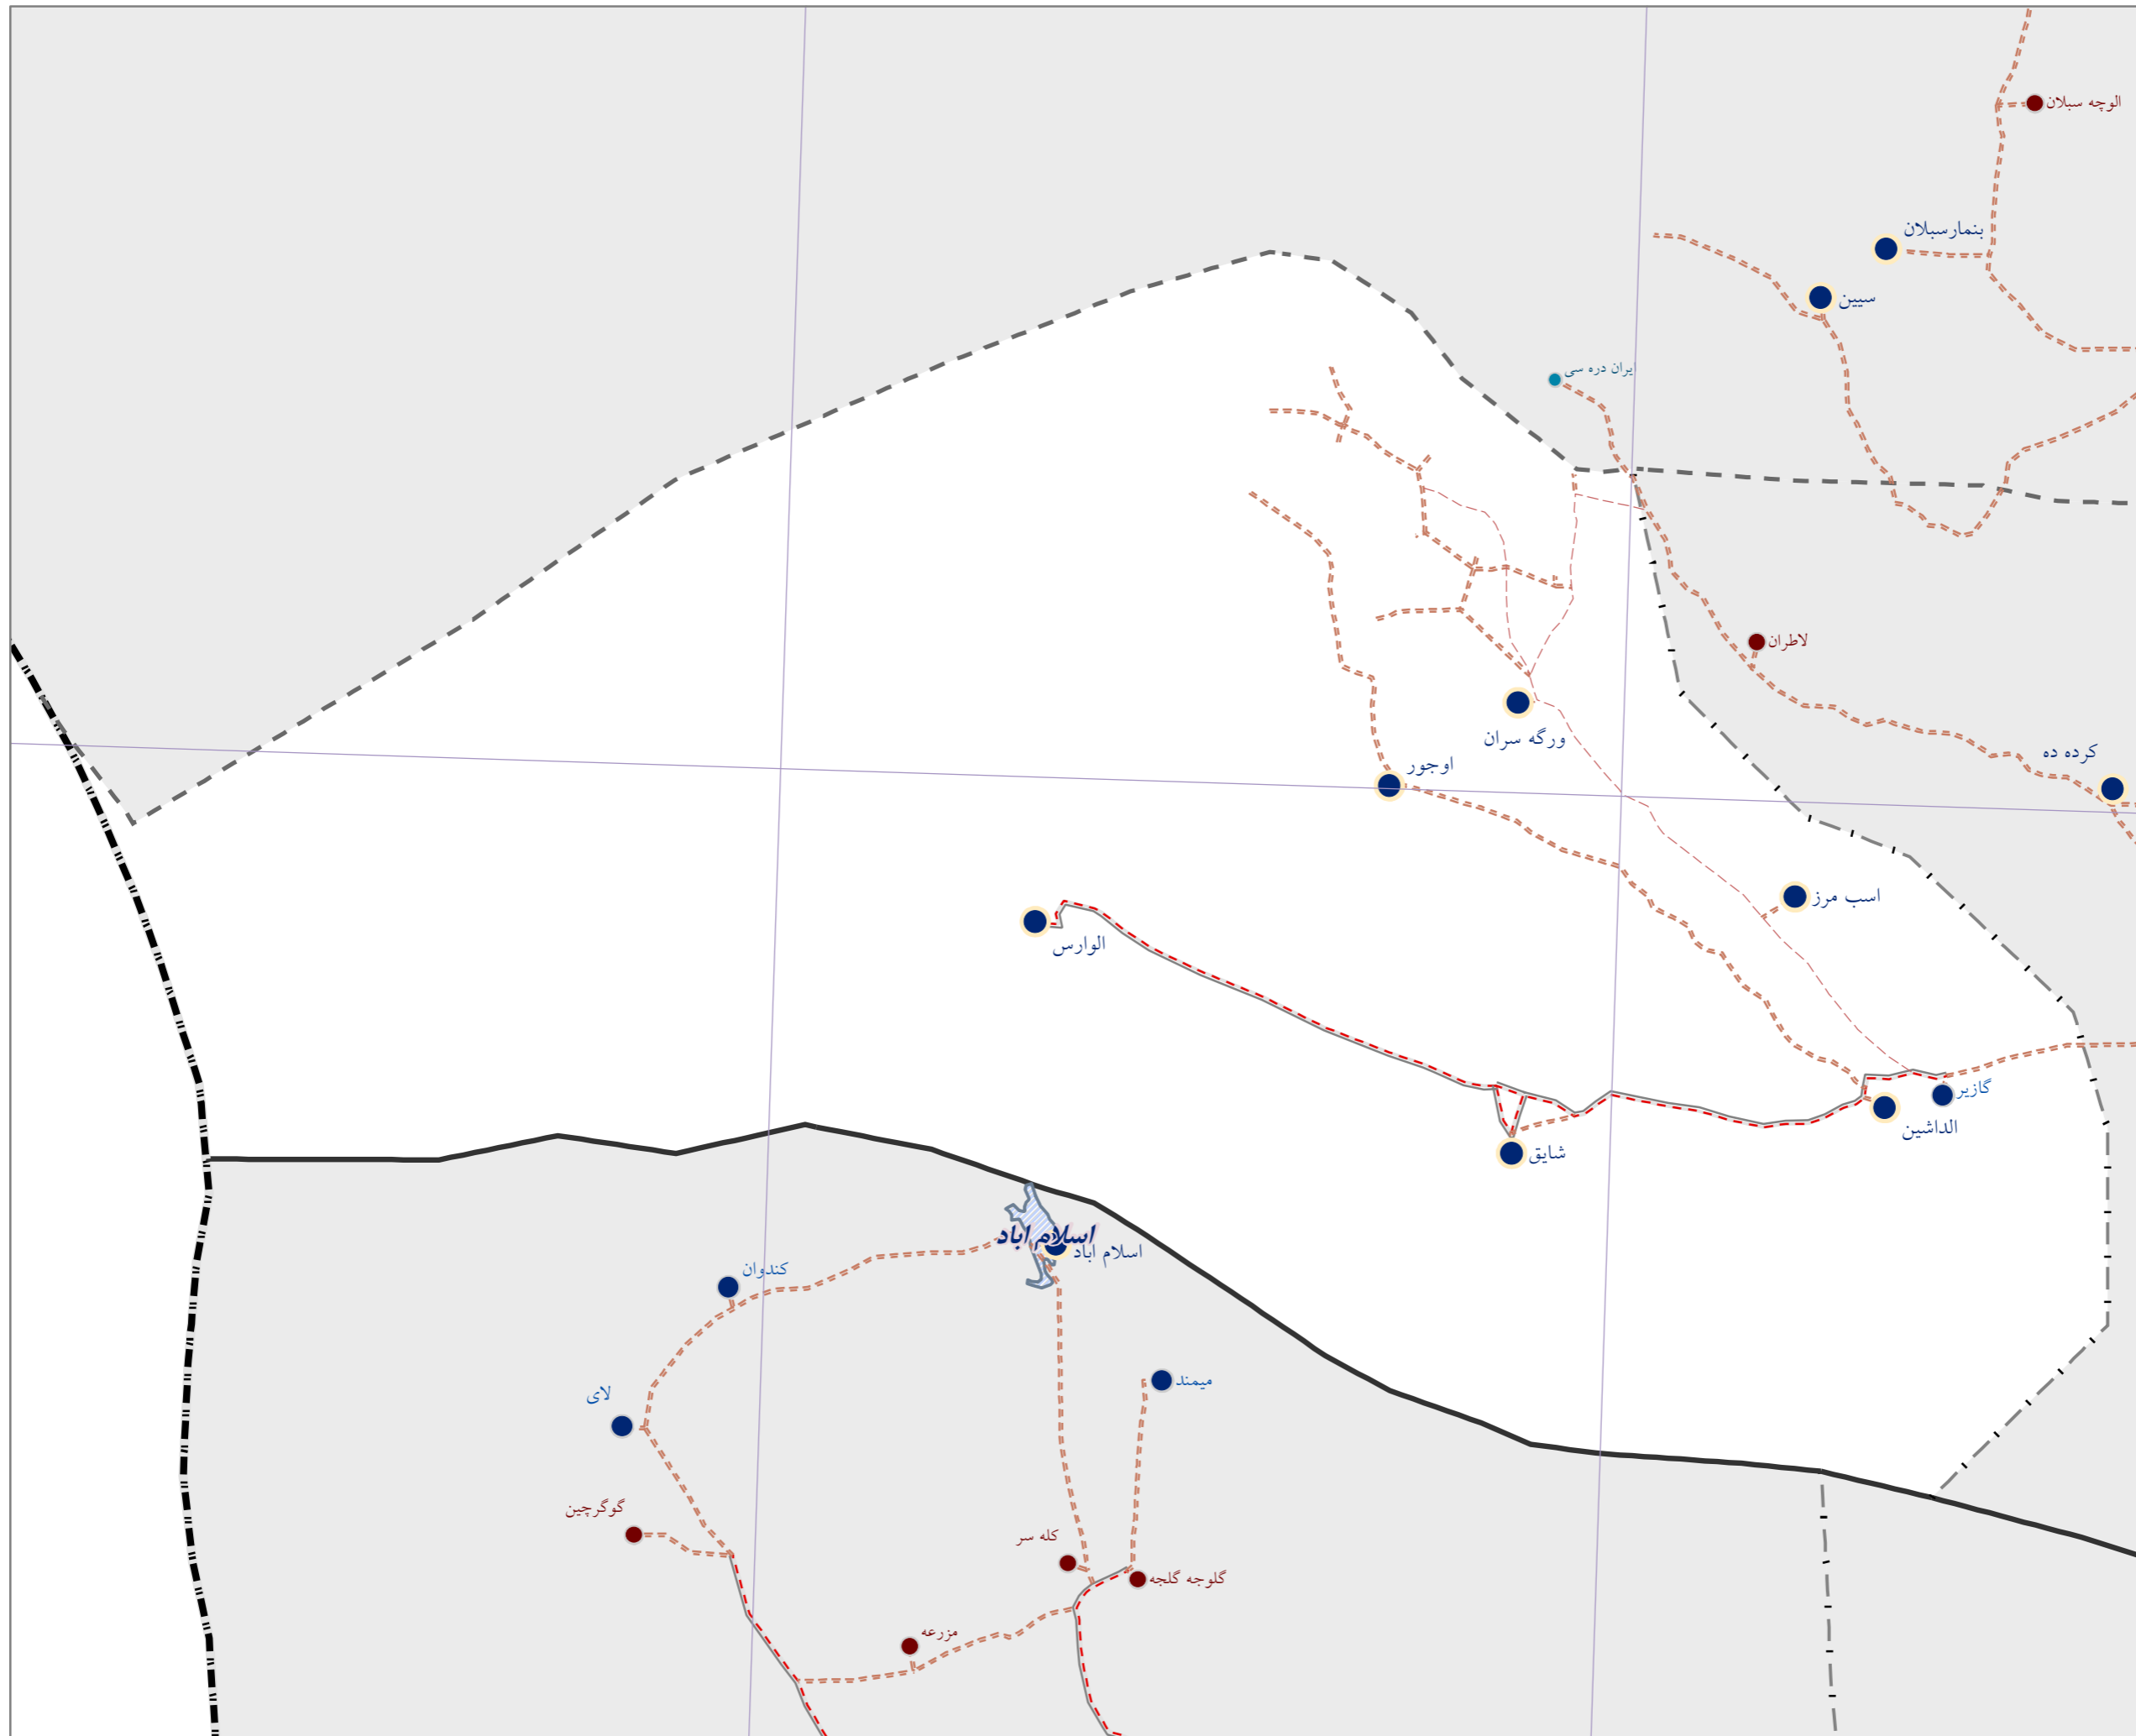 الوچه سبلان
بنمارسبلان
سیین
ایران دره سی
لاطران
ورگه سران
کرده ده
اوجور
اسب مرز
الوارس
گازیر
الداشین
شایق
اسلام اباد
اسلام اباد
کندوان
میمند
لای
گوگرچین
کله سر
گلوجه گلجه
مزرعه